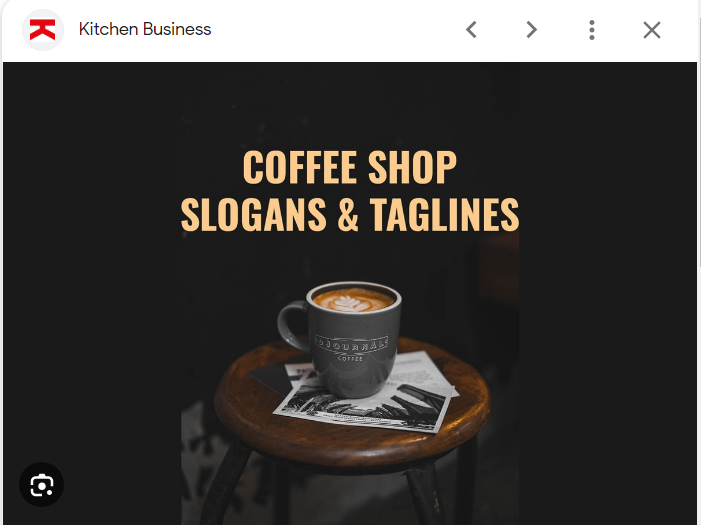 Kitchen Business
COFFEE SHOP
SLOGANS & TAGLINES
COFFEE